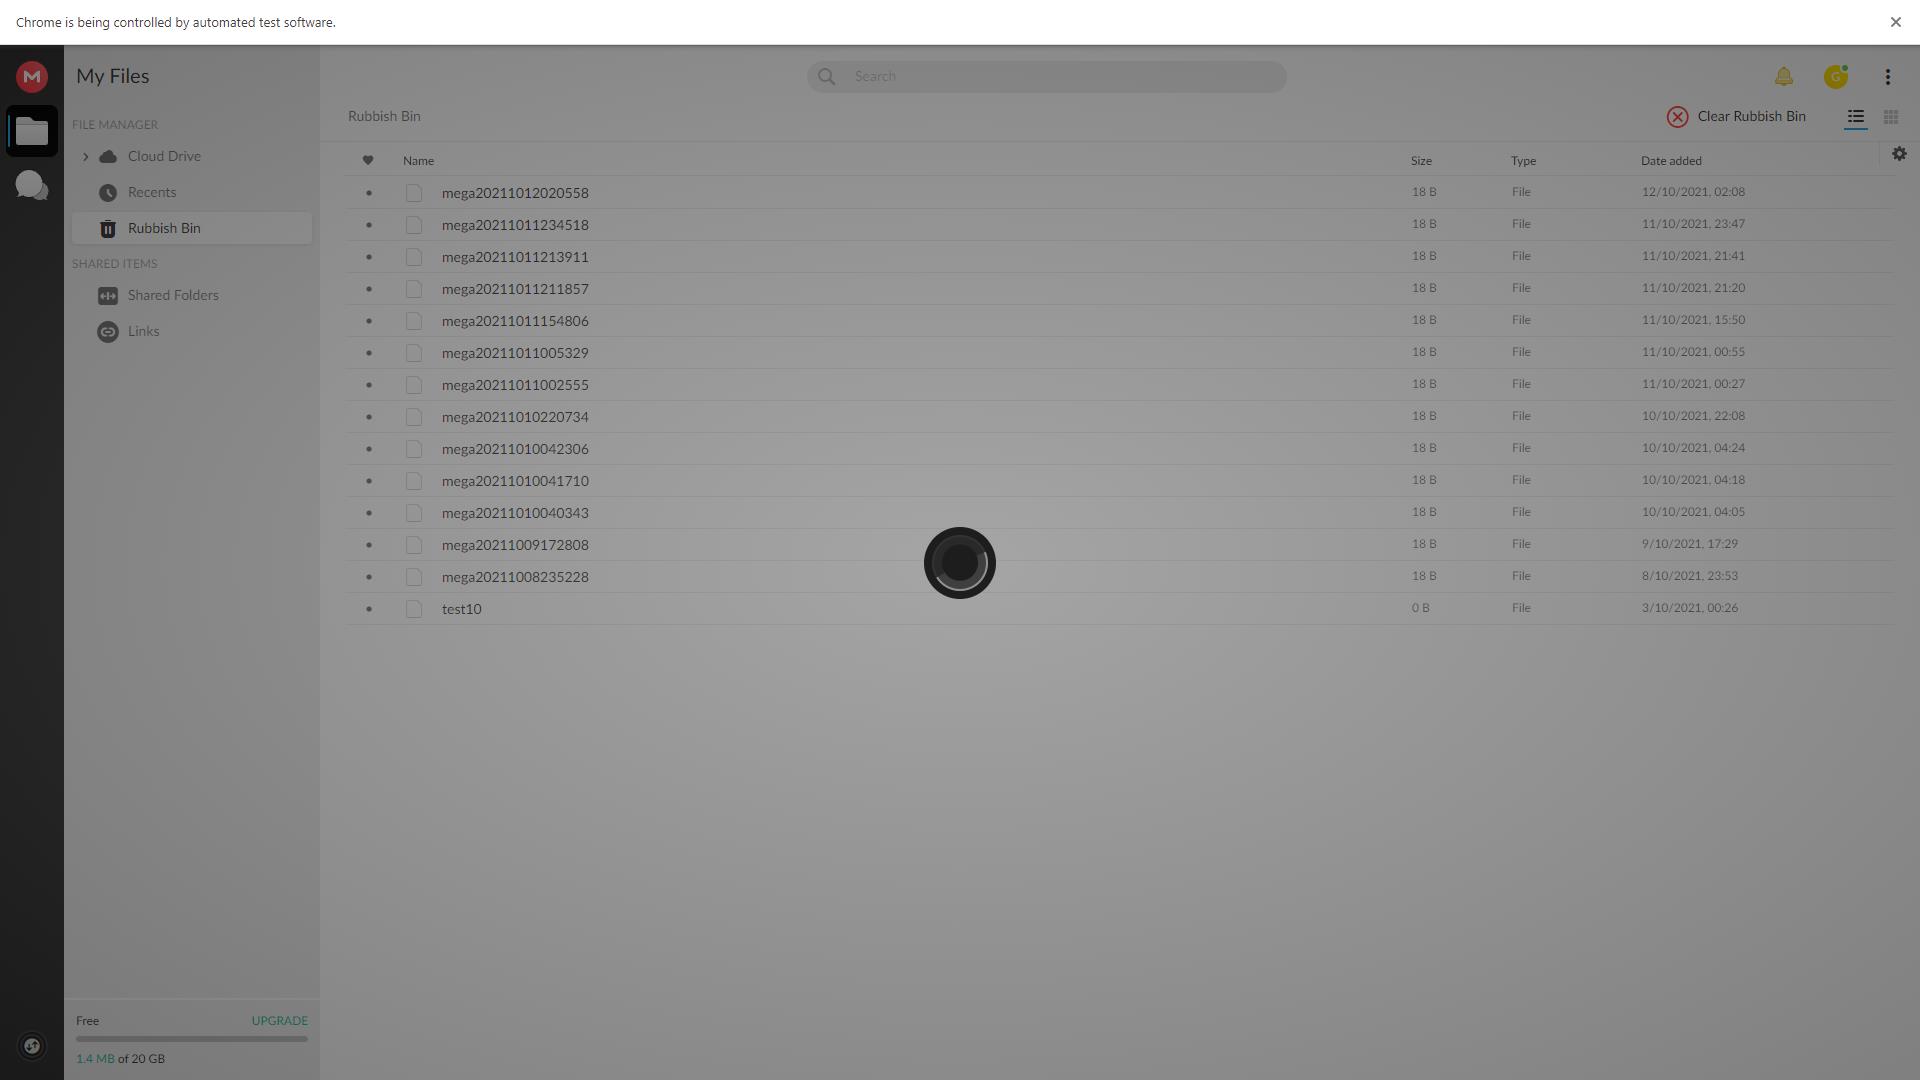 Chrome is being controlled by automated test software.
My Files
Search
G
FILE MANAGER
Rubbish Bin
Clear Rubbish Bin
Cloud Drive
Recents
Rubbish Bin
SHARED ITEMS
Shared Folders
Links
Name Size Type Date added
mega20211012020558 18 B File 12/10/2021, 02:08
mega20211011234518 18 B File 11/10/2021, 23:47
mega20211011213911 18 B File 11/10/2021, 21:41
mega20211011211857 18 B File 11/10/2021, 21:20
mega20211011154806 18 B File 11/10/2021, 15:50
mega20211011005329 18 B File 11/10/2021, 00:55
mega20211011002555 18 B File 11/10/2021, 00:27
mega20211010220734 18 B File 10/10/2021, 22:08
mega20211010042306 18 B File 10/10/2021, 04:24
mega20211010041710 18 B File 10/10/2021, 04:18
mega20211010040343 18 B File 10/10/2021, 04:05
mega20211009172808 18 B File 9/10/2021, 17:29
mega20211008235228 18 B File 8/10/2021, 23:53
test10 0 B File 3/10/2021, 00:26
Free UPGRADE
1.4 MB of 20 GB